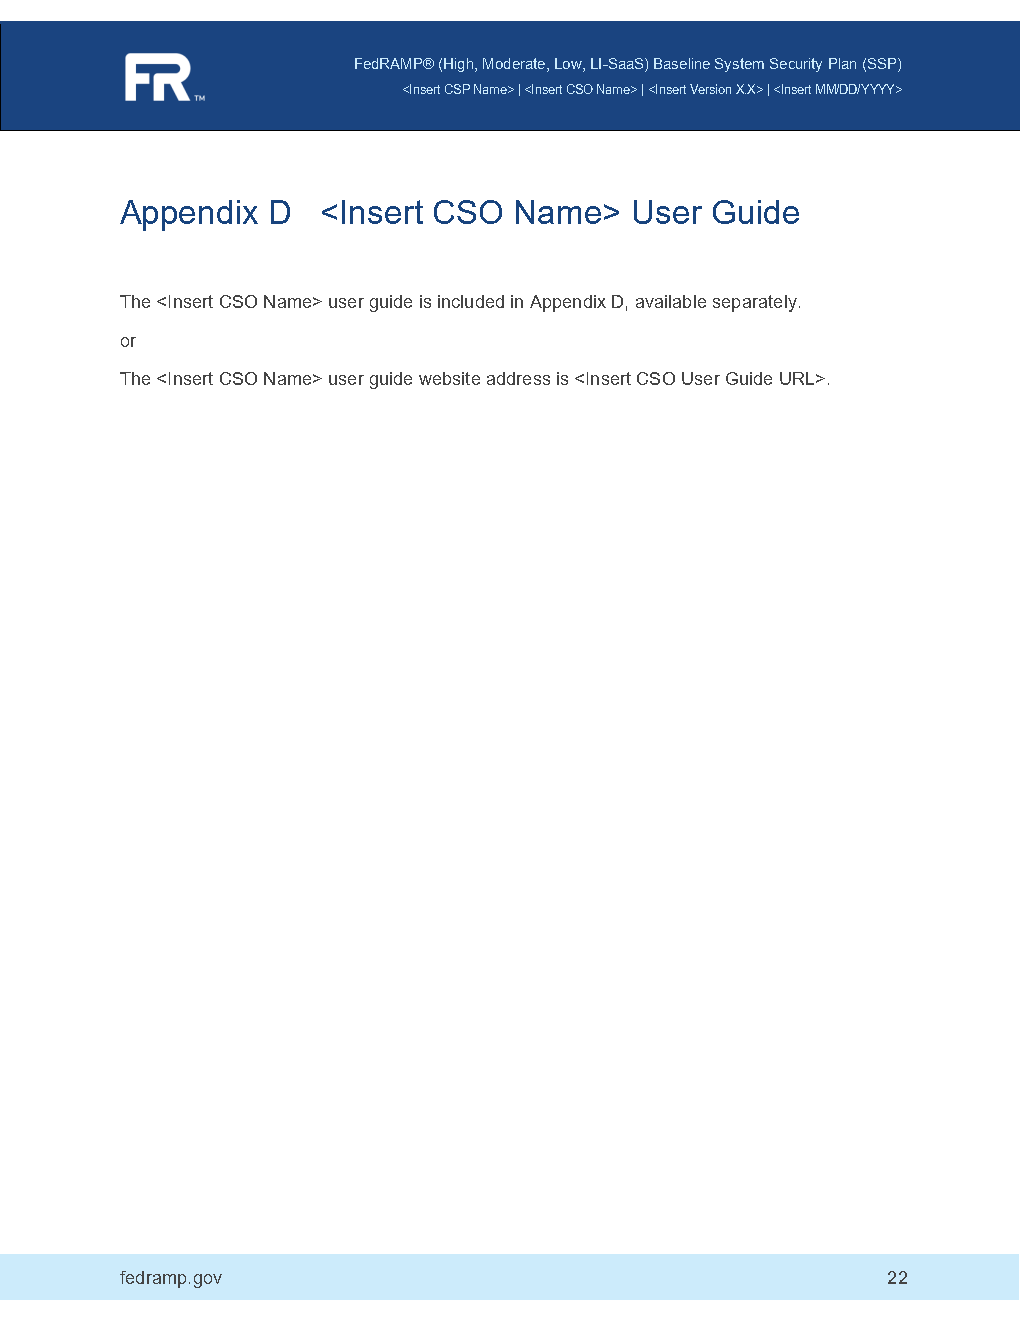 FR™
FedRAMP® (High, Moderate, Low, LI-SaaS) Baseline System Security Plan (SSP)
<Insert CSP Name> | <Insert CSO Name> | <Insert Version X.X> | <Insert MM/DD/YYYY>
Appendix D <Insert CSO Name> User Guide
The <Insert CSO Name> user guide is included in Appendix D, available separately.
or
The <Insert CSO Name> user guide website address is <Insert CSO User Guide URL>.
fedramp.gov 22